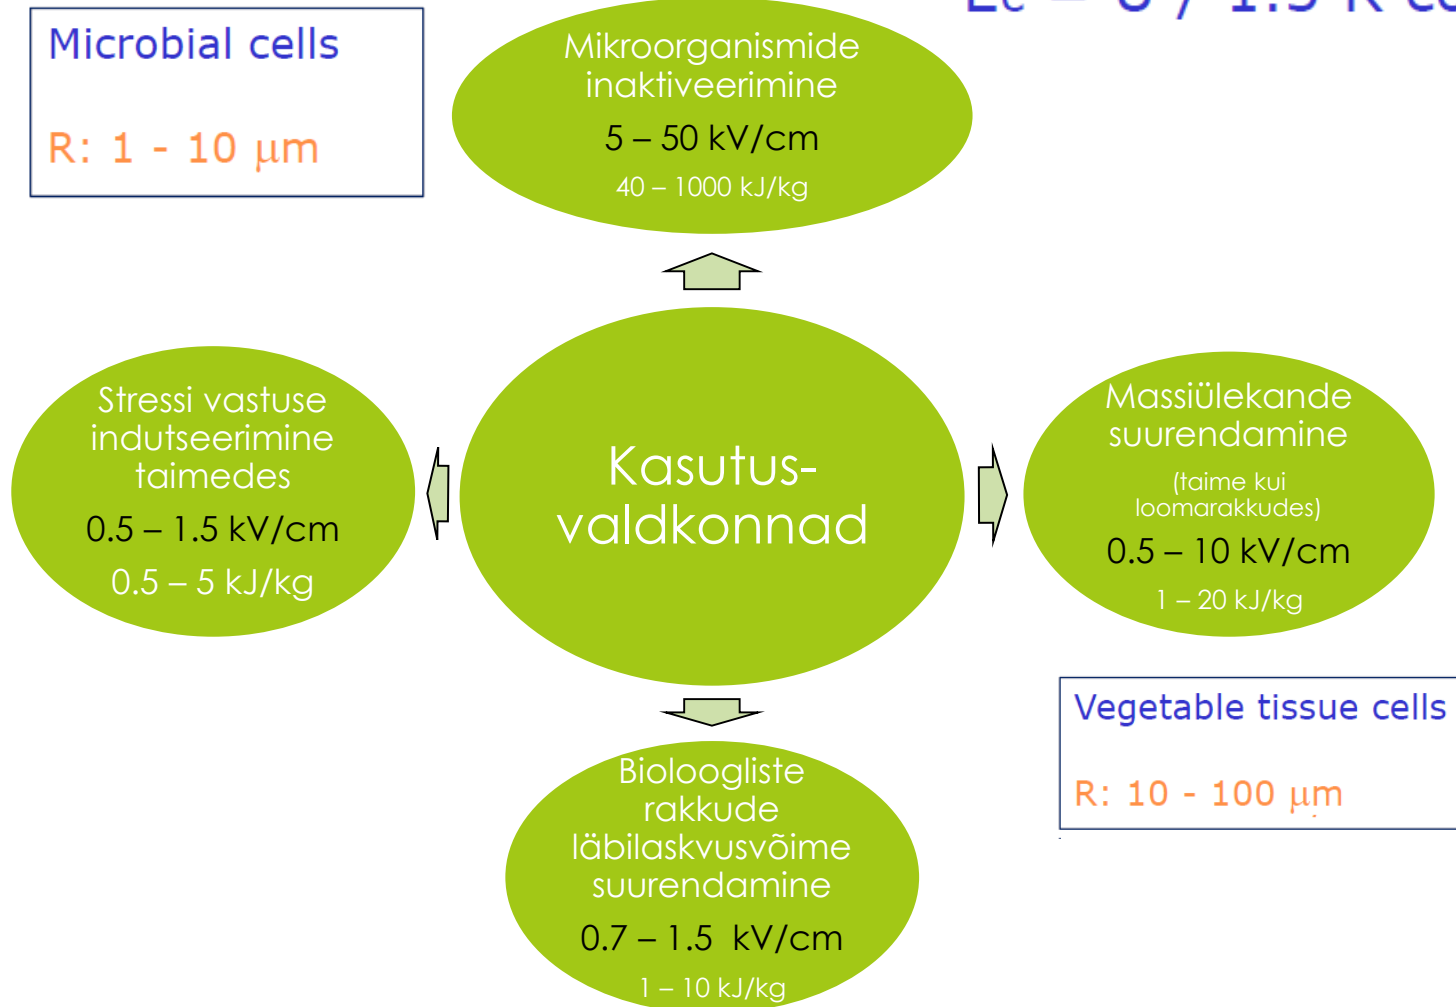 Microbial cells
R: 1 - 10 μm
Mikroorganismide
inaktiveerimine
5 – 50 kV/cm
40 – 1000 kJ/kg
Stressi vastuse
indutseerimine
taimedes
0.5 – 1.5 kV/cm
0.5 – 5 kJ/kg
Kasutus-
valdkonnad
Massiülekande
suurendamine
(taime kui
loomarakkudes)
0.5 – 10 kV/cm
1 – 20 kJ/kg
Vegetable tissue cells
R: 10 - 100 μm
Bioloogliste
rakkude
läbilaskvusvõime
suurendamine
0.7 – 1.5 kV/cm
1 – 10 kJ/kg